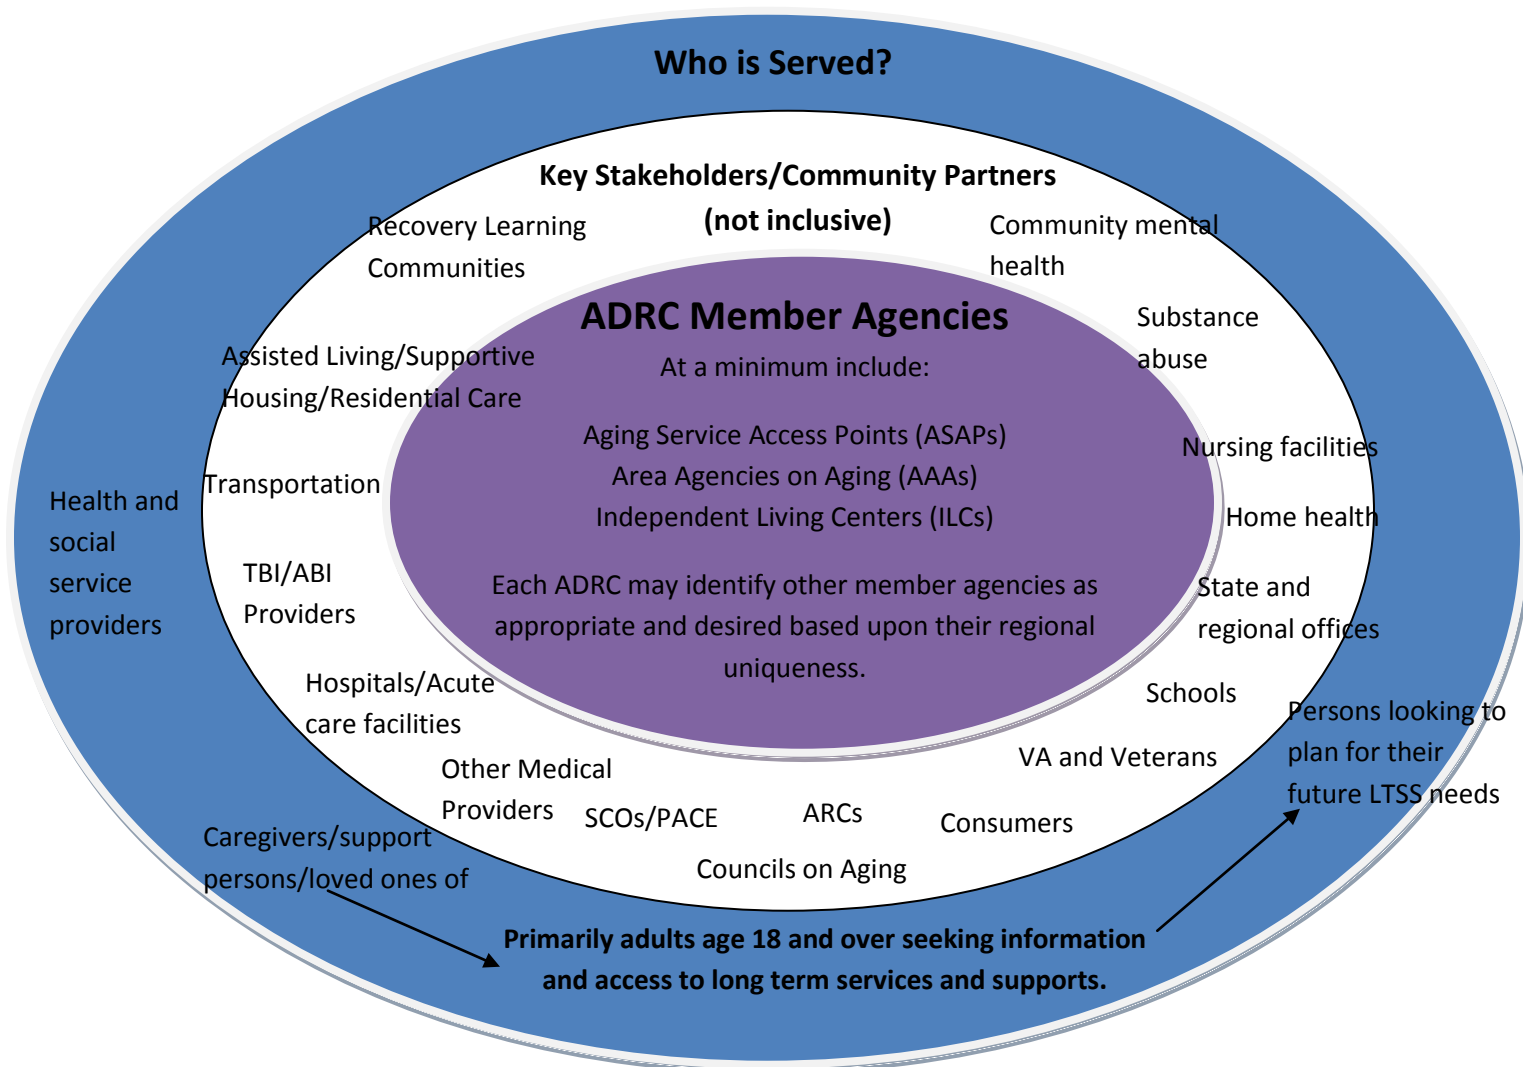 Who is Served?
Key Stakeholders/Community Partners
(not inclusive)
Recovery Learning
Communities
Community mental
health
ADRC Member Agencies
At a minimum include:
Aging Service Access Points (ASAPs)
Area Agencies on Aging (AAAs)
Independent Living Centers (ILCs)
Each ADRC may identify other member agencies as
appropriate and desired based upon their regional
uniqueness.
Substance
abuse
Assisted Living/Supportive
Housing/Residential Care
Nursing facilities
Transportation
Home health
Health and
social
service
providers
TBI/ABI
Providers
State and
regional offices
Hospitals/Acute
care facilities
Schools
Persons looking to
plan for their
future LTSS needs
VA and Veterans
Other Medical
Providers
SCOs/PACE
ARCs
Consumers
Councils on Aging
Caregivers/support
persons/loved ones of
Primarily adults age 18 and over seeking information
and access to long term services and supports.